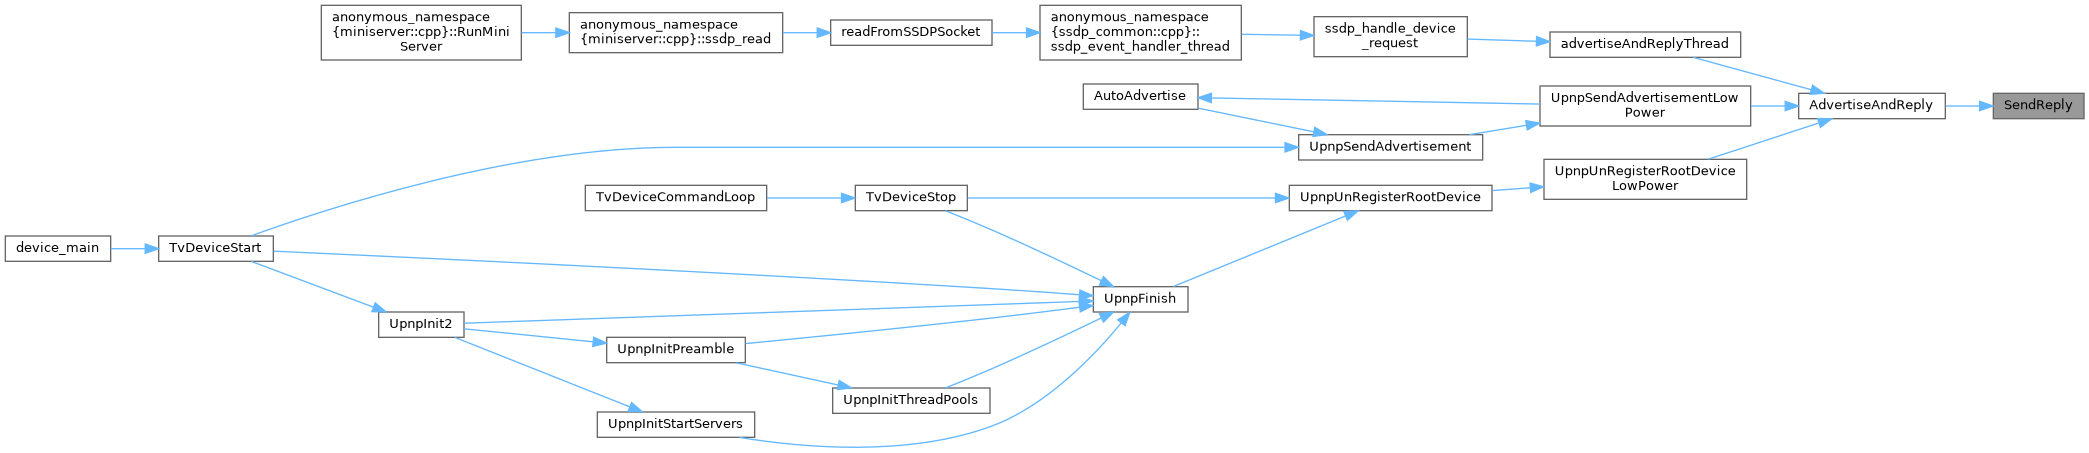 anonymous_namespace
{miniserver::cpp}::RunMini
Server
anonymous_namespace
{miniserver::cpp}::ssdp_read
readFromSSDPSocket
anonymous_namespace
{ssdp_common::cpp}::
ssdp_event_handler_thread
ssdp_handle_device
_request
advertiseAndReplyThread
AutoAdvertise
UpnpSendAdvertisementLow
Power
AdvertiseAndReply
SendReply
UpnpSendAdvertisement
UpnpUnRegisterRootDevice
LowPower
TvDeviceCommandLoop
TvDeviceStop
UpnpUnRegisterRootDevice
device_main
TvDeviceStart
UpnpFinish
UpnpInit2
UpnpInitPreamble
UpnpInitThreadPools
UpnpInitStartServers